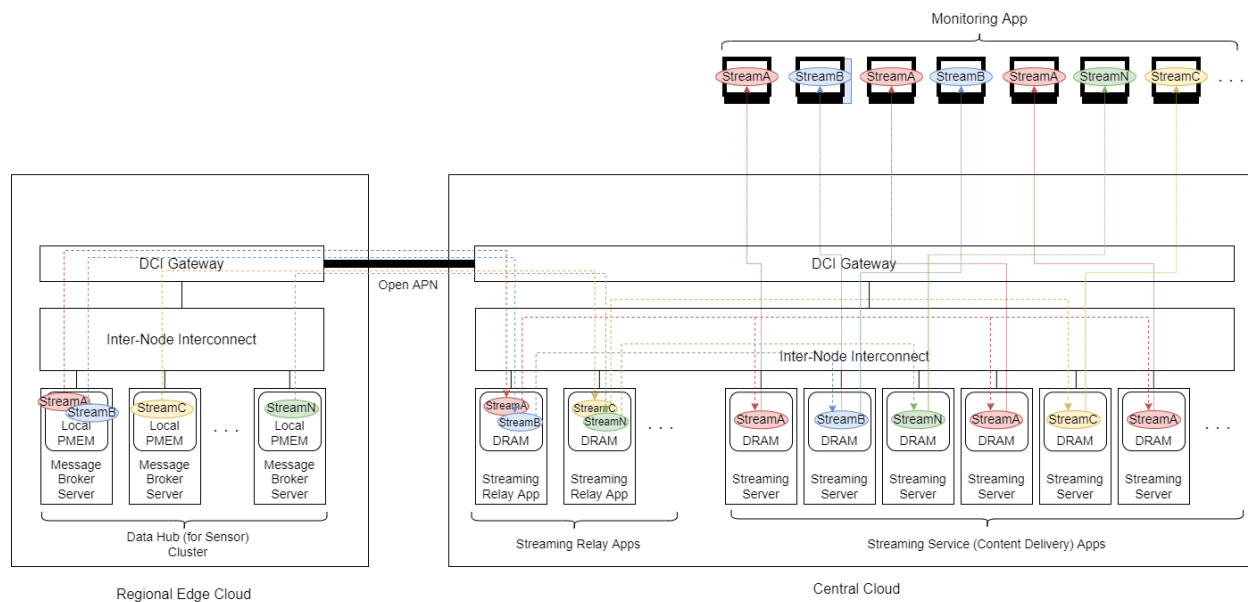 Monitoring App
StreamA
StreamB
StreamA
StreamB
StreamA
StreamN
StreamC
. . .
DCI Gateway
Open APN
DCI Gateway
Inter-Node Interconnect
Inter-Node Interconnect
StreamA
StreamB
Local
PMEM
Message
Broker
Server
StreamC
Local
PMEM
Message
Broker
Server
. . .
StreamN
Local
PMEM
Message
Broker
Server
StreamA
StreamB
DRAM
Streaming
Relay App
StreamC
StreamN
DRAM
Streaming
Relay App
. . .
StreamA
DRAM
Streaming
Server
StreamB
DRAM
Streaming
Server
StreamN
DRAM
Streaming
Server
StreamA
DRAM
Streaming
Server
StreamC
DRAM
Streaming
Server
StreamA
DRAM
Streaming
Server
. . .
Data Hub (for Sensor)
Cluster
Streaming Relay Apps
Streaming Service (Content Delivery) Apps
Regional Edge Cloud
Central Cloud